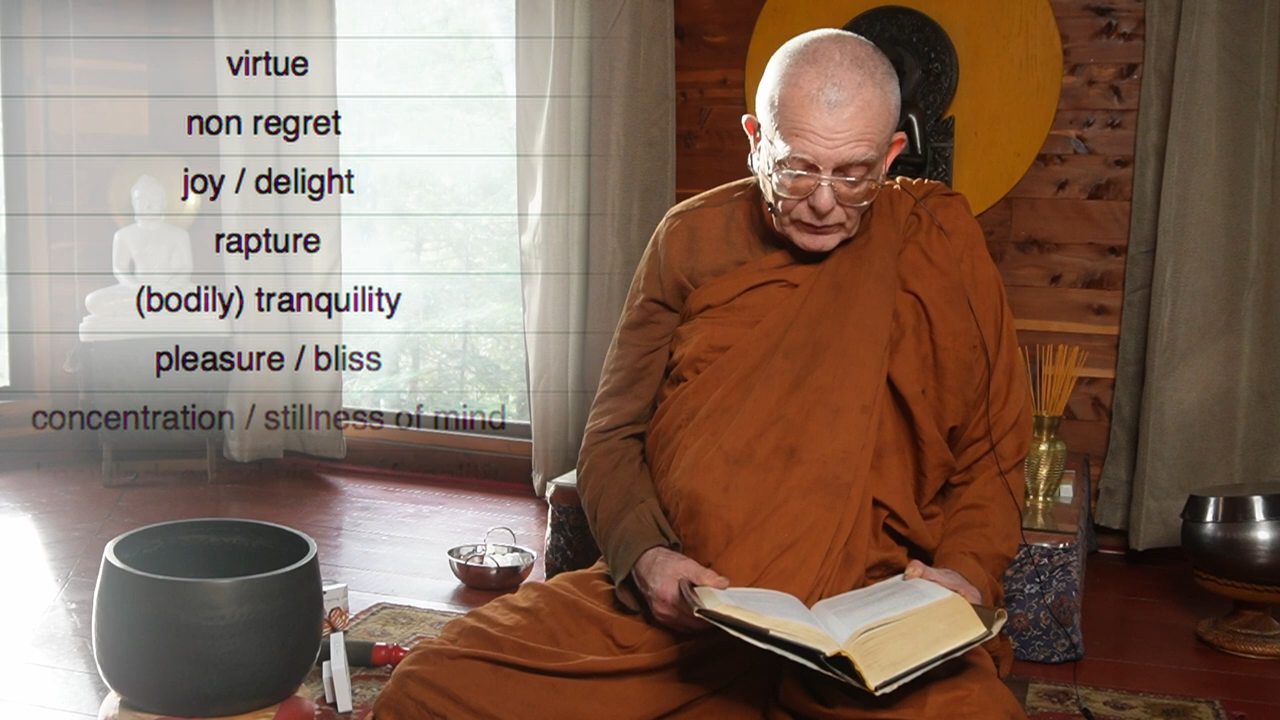 virtue
non regret
joy / delight
rapture
(bodily) tranquility
pleasure / bliss
concentration / stillness of mind